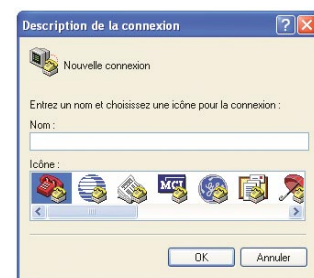 Description de la connexion
Nouvelle connexion
Entrez un nom et choisissez une icône pour la connexion :
Nom :
Icône :
MCI
OK
Annuler